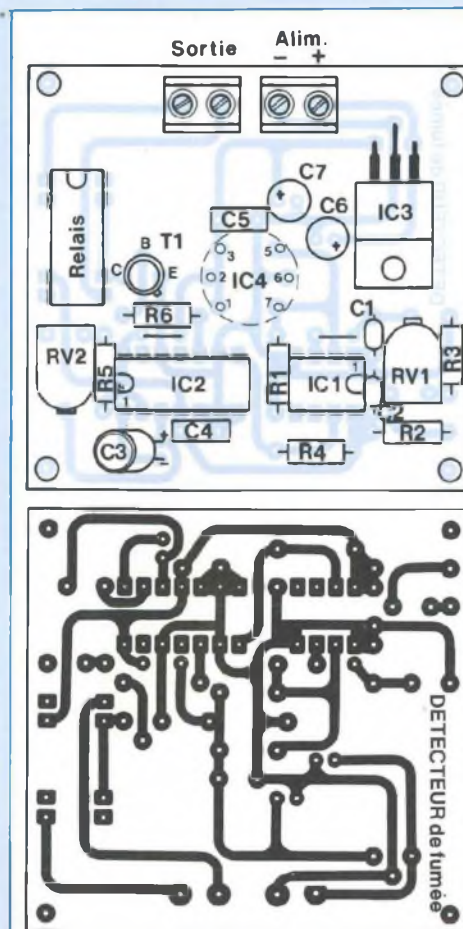 Sortie Alim.
- +
C7
C5 C6 IC3
Relais
B T1
C E
3 5
2 IC4 6
1 7
R6
C1
RV2 R5 IC2 R1 IC1 RV1 R3
1 1
C3 + C4 R4 R2
-
DETECTEUR de fumée